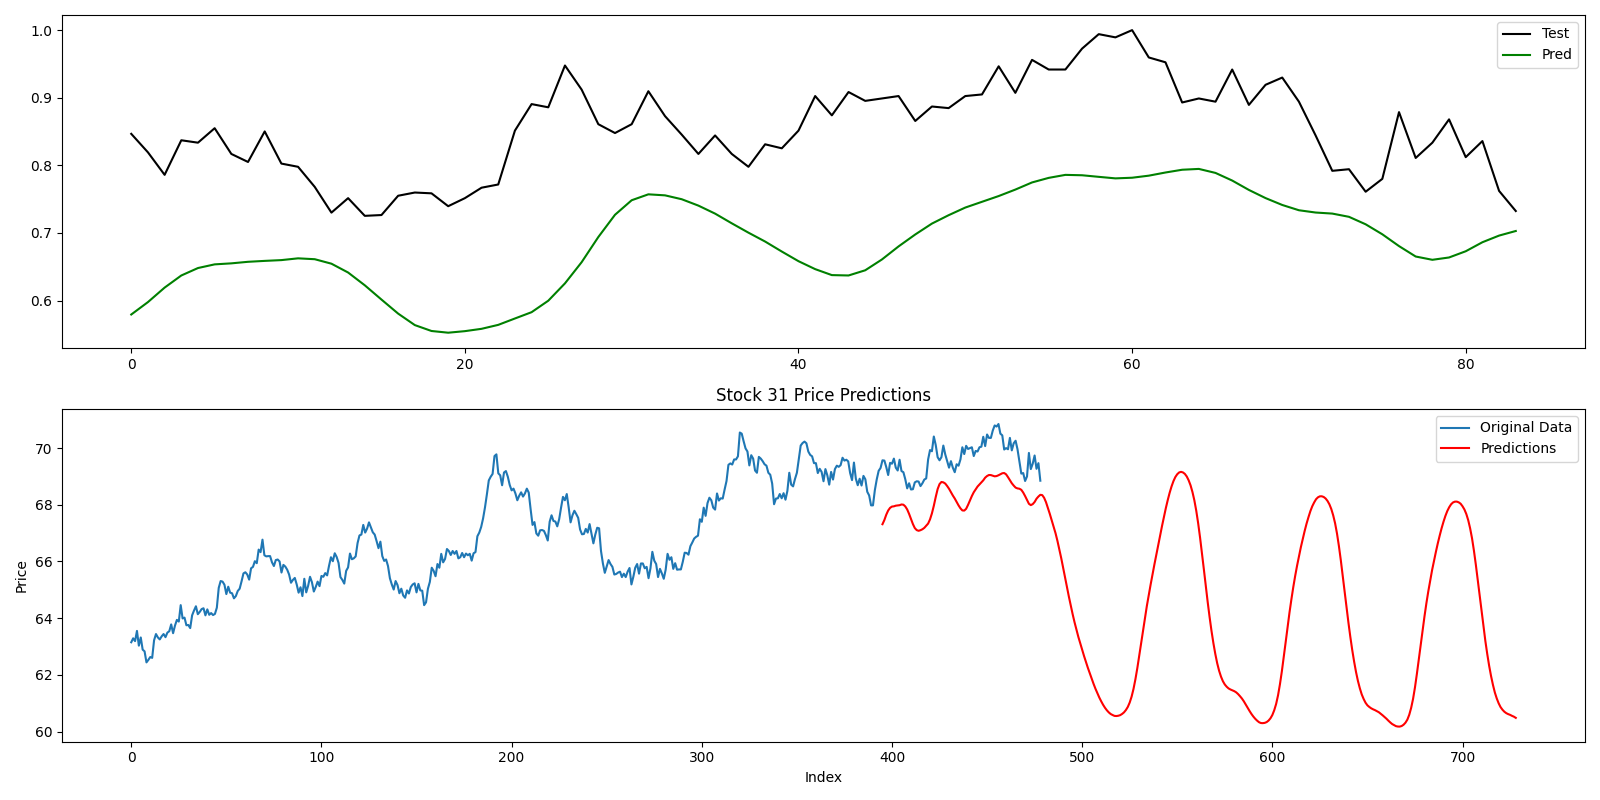 1.0
0.9
0.8
0.7
0.6
Test
Pred
0 20 40 60 80
Stock 31 Price Predictions
Original Data
Predictions
Price
70
68
66
64
62
60
0 100 200 300 400 500 600 700
Index